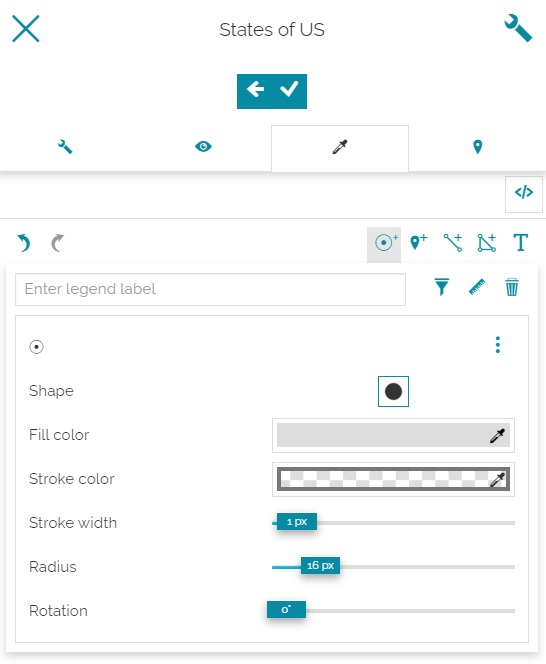 States of US
</>
T
Enter legend label
Shape
Fill color
Stroke color
Stroke width
1 px
Radius
16 px
Rotation
0°